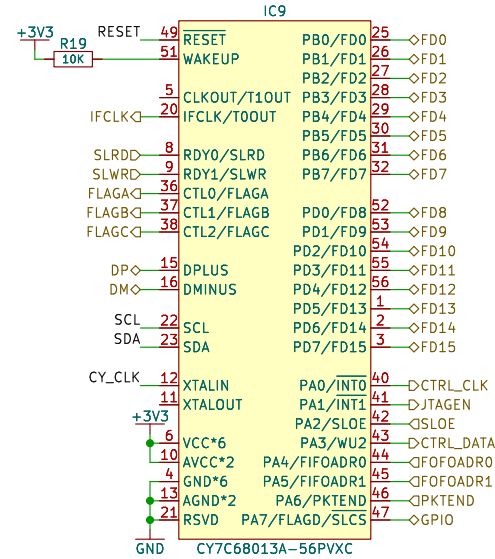 IC9
RESET 49 RESET PB0/FD0 25 FD0
+3V3 R19 10K 51 WAKEUP PB1/FD1 26 FD1
PB2/FD2 27 FD2
5 CLKOUT/T1OUT PB3/FD3 28 FD3
IFCLK 20 IFCLK/T0OUT PB4/FD4 29 FD4
PB5/FD5 30 FD5
SLRD 8 RDY0/SLRD PB6/FD6 31 FD6
SLWR 9 RDY1/SLWR PB7/FD7 32 FD7
FLAGA 36 CTL0/FLAGA
FLAGB 37 CTL1/FLAGB PD0/FD8 52 FD8
FLAGC 38 CTL2/FLAGC PD1/FD9 53 FD9
PD2/FD10 54 FD10
DP 15 DPLUS PD3/FD11 55 FD11
DM 16 DMINUS PD4/FD12 56 FD12
PD5/FD13 1 FD13
SCL 22 SCL PD6/FD14 2 FD14
SDA 23 SDA PD7/FD15 3 FD15
CY_CLK 12 XTALIN PA0/INT0 40 CTRL_CLK
11 XTALOUT PA1/INT1 41 JTAGEN
+3V3 PA2/SLOE 42 SLOE
6 VCC*6 PA3/WU2 43 CTRL_DATA
10 AVCC*2 PA4/FIFOADR0 44 FOFOADR0
4 GND*6 PA5/FIFOADR1 45 FOFOADR1
13 AGND*2 PA6/PKTEND 46 PKTEND
21 RSVD PA7/FLAGD/SLCS 47 GPIO
GND CY7C68013A-56PVXC